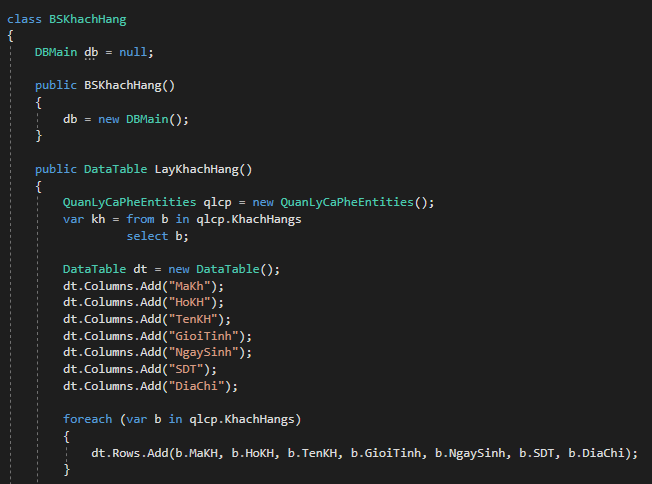 class BSKhachHang
{
DBMain db = null;
public BSKhachHang()
{
db = new DBMain();
}
public DataTable LayKhachHang()
{
QuanLyCaPheEntities qlcp = new QuanLyCaPheEntities();
var kh = from b in qlcp.KhachHangs
select b;
DataTable dt = new DataTable();
dt.Columns.Add("MaKh");
dt.Columns.Add("HoKH");
dt.Columns.Add("TenKH");
dt.Columns.Add("GioiTinh");
dt.Columns.Add("NgaySinh");
dt.Columns.Add("SDT");
dt.Columns.Add("DiaChi");
foreach (var b in qlcp.KhachHangs)
{
dt.Rows.Add(b.MaKH, b.HoKH, b.TenKH, b.GioiTinh, b.NgaySinh, b.SDT, b.DiaChi);
}